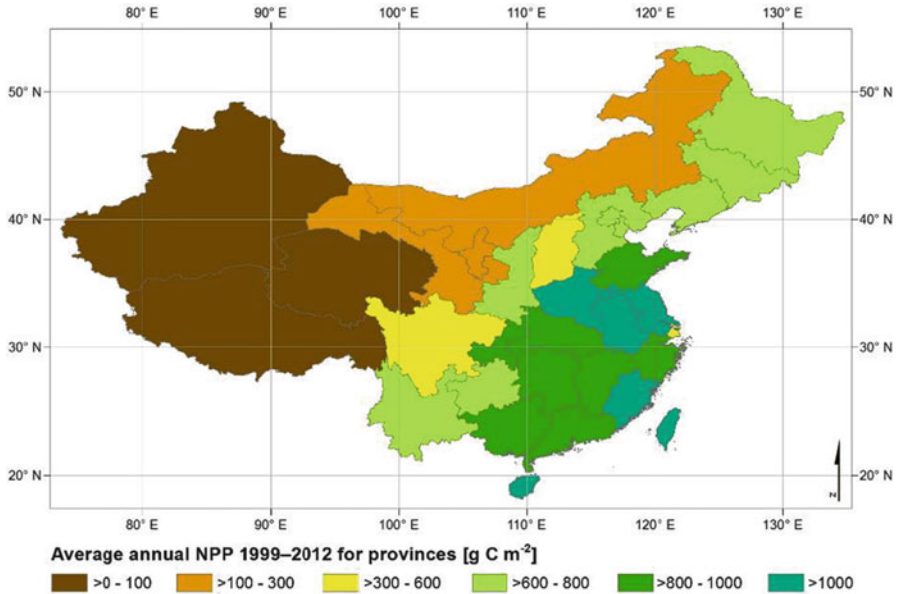 80° E 90° E 100° E 110° E 120° E 130° E
50° N 50° N
40° N 40° N
30° N 30° N
20° N 20° N
N
80° E 90° E 100° E 110° E 120° E 130° E
Average annual NPP 1999–2012 for provinces [g C m⁻²]
>0 - 100 >100 - 300 >300 - 600 >600 - 800 >800 - 1000 >1000